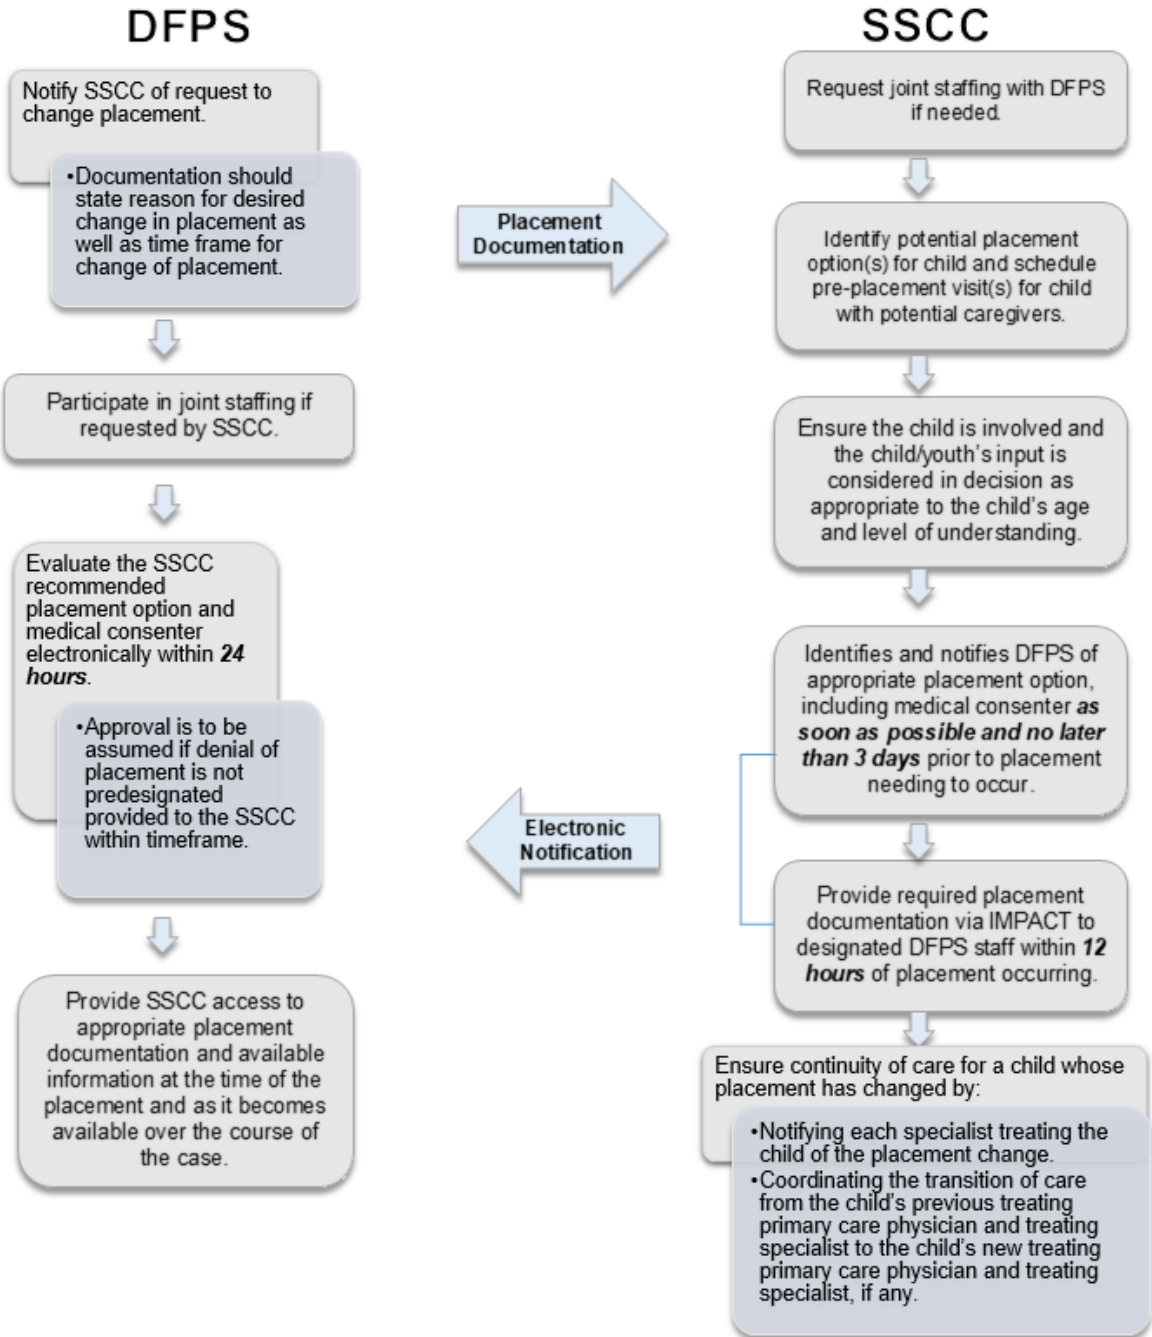 DFPS
Notify SSCC of request to
change placement.
•Documentation should
state reason for desired
change in placement as
well as time frame for
change of placement.
Participate in joint staffing if
requested by SSCC.
Evaluate the SSCC
recommended
placement option and
medical consenter
electronically within 24
hours.
•Approval is to be
assumed if denial of
placement is not
predesignated
provided to the SSCC
within timeframe.
Provide SSCC access to
appropriate placement
documentation and available
information at the time of the
placement and as it becomes
available over the course of
the case.
Placement
Documentation
Electronic
Notification
SSCC
Request joint staffing with DFPS
if needed.
Identify potential placement
option(s) for child and schedule
pre-placement visit(s) for child
with potential caregivers.
Ensure the child is involved and
the child/youth's input is
considered in decision as
appropriate to the child's age
and level of understanding.
Identifies and notifies DFPS of
appropriate placement option,
including medical consenter as
soon as possible and no later
than 3 days prior to placement
needing to occur.
Provide required placement
documentation via IMPACT to
designated DFPS staff within 12
hours of placement occurring.
Ensure continuity of care for a child whose
placement has changed by:
•Notifying each specialist treating the
child of the placement change.
•Coordinating the transition of care
from the child's previous treating
primary care physician and treating
specialist to the child's new treating
primary care physician and treating
specialist, if any.